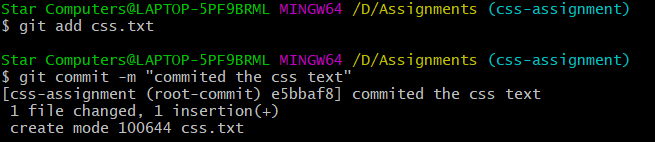 Star Computers@LAPTOP-5PF9BRML MINGW64 /D/Assignments (css-assignment)
$ git add css.txt
Star Computers@LAPTOP-5PF9BRML MINGW64 /D/Assignments (css-assignment)
$ git commit -m "commited the css text"
[css-assignment (root-commit) e5bbaf8] commited the css text
 1 file changed, 1 insertion(+)
 create mode 100644 css.txt